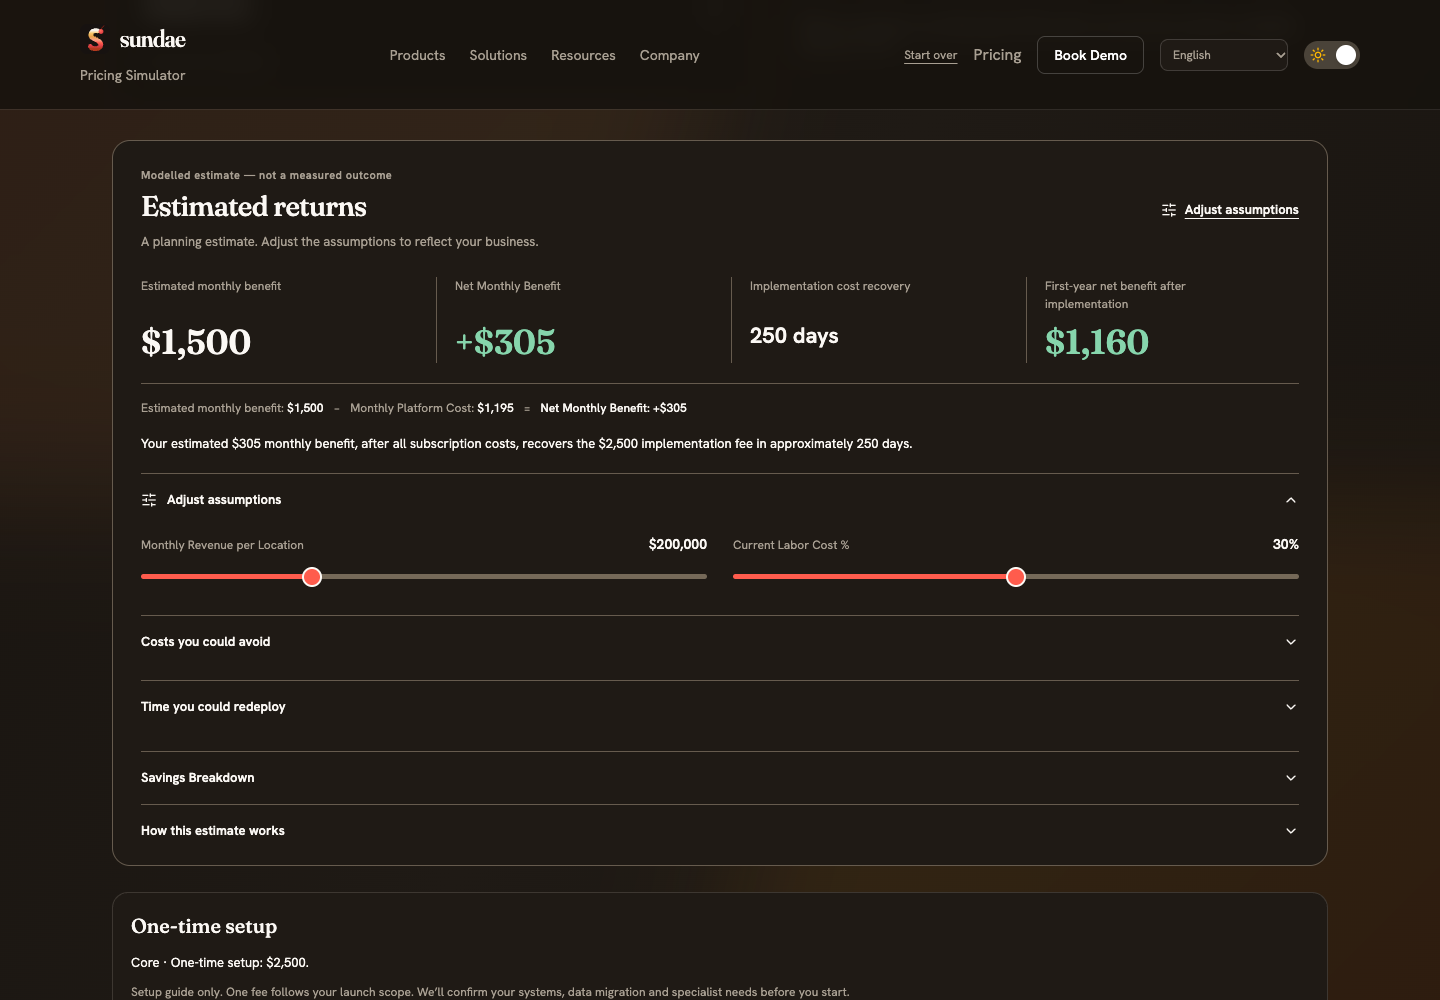 sundae
Pricing Simulator
Products
Solutions
Resources
Company
Start over
Pricing
Book Demo
English
Modelled estimate — not a measured outcome
Estimated returns
Adjust assumptions
A planning estimate. Adjust the assumptions to reflect your business.
Estimated monthly benefit
$1,500
Net Monthly Benefit
+$305
Implementation cost recovery
250 days
First-year net benefit after
implementation
$1,160
Estimated monthly benefit: $1,500 - Monthly Platform Cost: $1,195 = Net Monthly Benefit: +$305
Your estimated $305 monthly benefit, after all subscription costs, recovers the $2,500 implementation fee in approximately 250 days.
Adjust assumptions
Monthly Revenue per Location
$200,000
Current Labor Cost %
30%
Costs you could avoid
Time you could redeploy
Savings Breakdown
How this estimate works
One-time setup
Core · One-time setup: $2,500.
Setup guide only. One fee follows your launch scope. We’ll confirm your systems, data migration and specialist needs before you start.